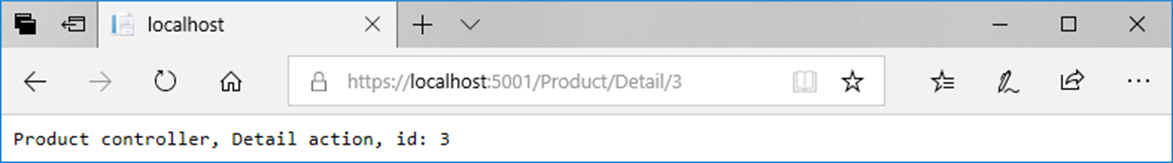 localhost
https://localhost:5001/Product/Detail/3
Product controller, Detail action, id: 3